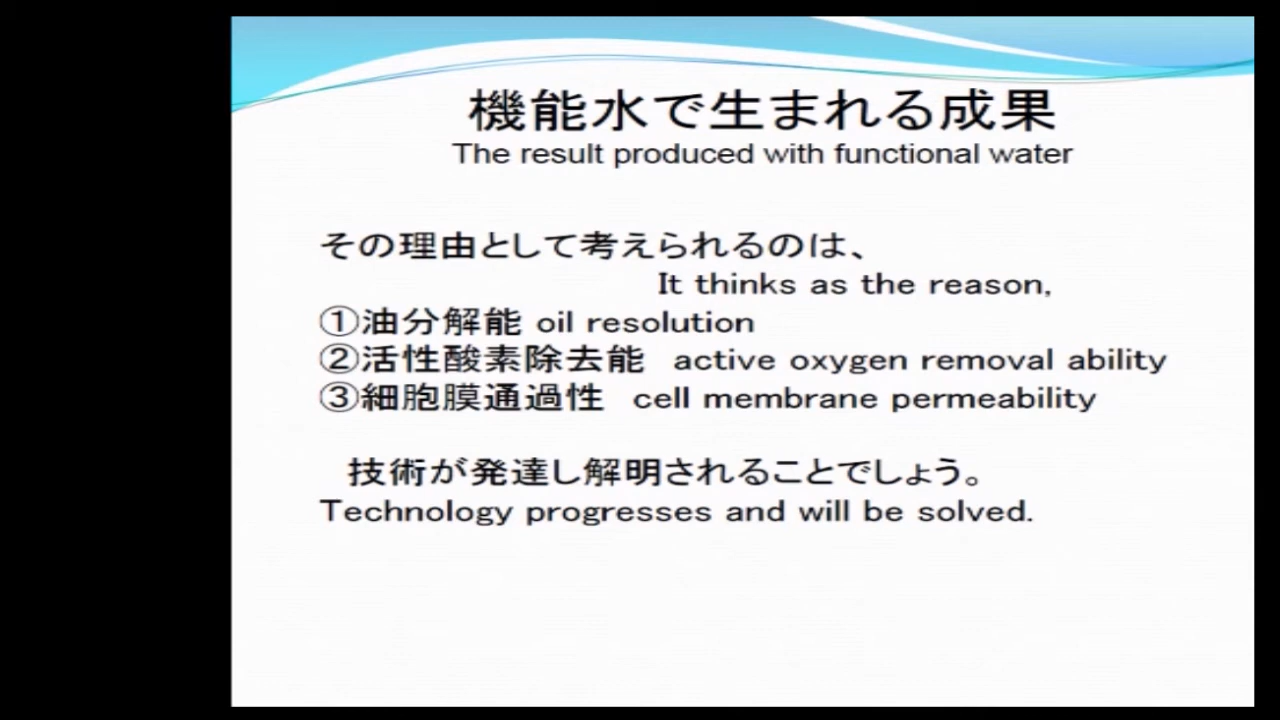 機能水で生まれる成果
The result produced with functional water
その理由として考えられるのは、
It thinks as the reason,
①油分解能 oil resolution
②活性酸素除去能 active oxygen removal ability
③細胞膜通過性 cell membrane permeability
技術が発達し解明されることでしょう。
Technology progresses and will be solved.